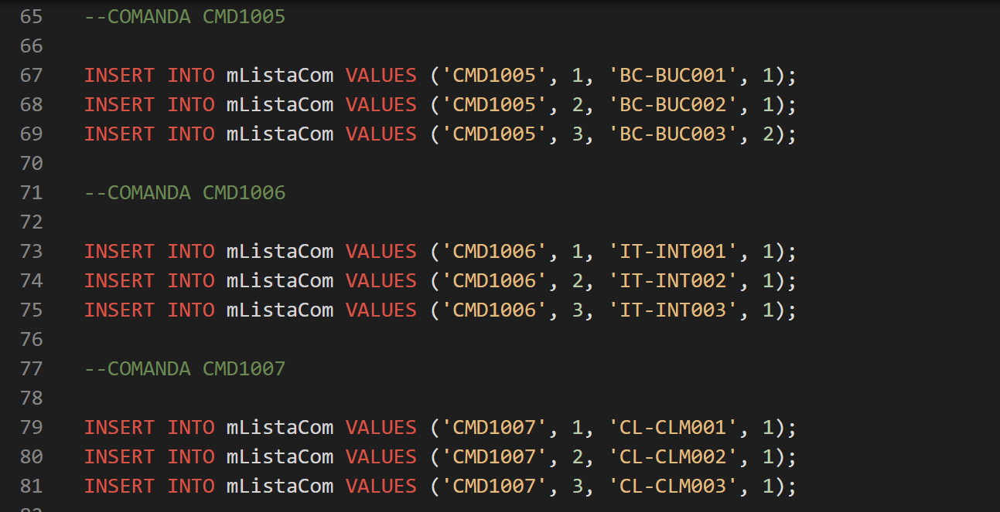 65 --COMANDA CMD1005
66
67 INSERT INTO mListaCom VALUES ('CMD1005', 1, 'BC-BUC001', 1);
68 INSERT INTO mListaCom VALUES ('CMD1005', 2, 'BC-BUC002', 1);
69 INSERT INTO mListaCom VALUES ('CMD1005', 3, 'BC-BUC003', 2);
70
71 --COMANDA CMD1006
72
73 INSERT INTO mListaCom VALUES ('CMD1006', 1, 'IT-INT001', 1);
74 INSERT INTO mListaCom VALUES ('CMD1006', 2, 'IT-INT002', 1);
75 INSERT INTO mListaCom VALUES ('CMD1006', 3, 'IT-INT003', 1);
76
77 --COMANDA CMD1007
78
79 INSERT INTO mListaCom VALUES ('CMD1007', 1, 'CL-CLM001', 1);
80 INSERT INTO mListaCom VALUES ('CMD1007', 2, 'CL-CLM002', 1);
81 INSERT INTO mListaCom VALUES ('CMD1007', 3, 'CL-CLM003', 1);